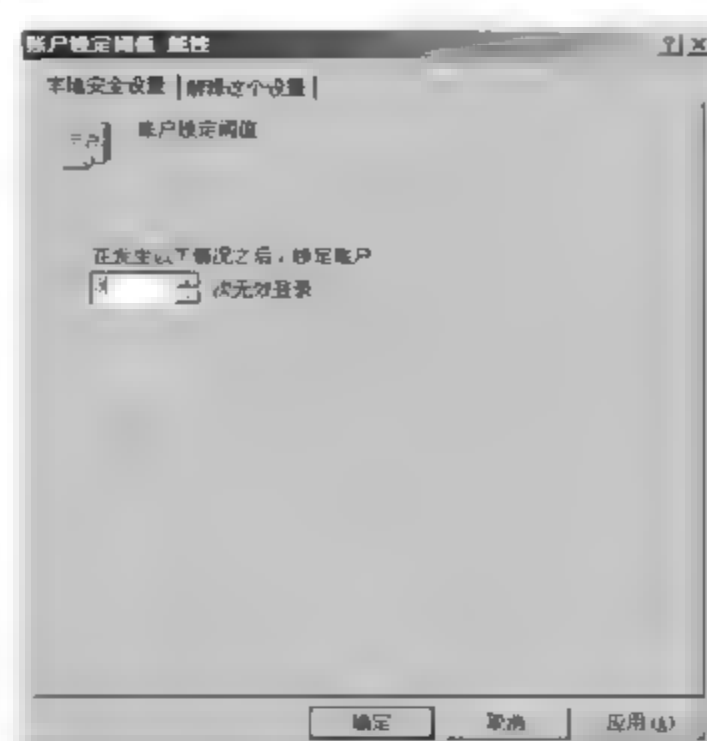 账户锁定阈值 属性
本地安全设置 解释这个设置
账户锁定阈值
在发生以下情况之后，锁定账户
次无效登录
确定 取消 应用(A)